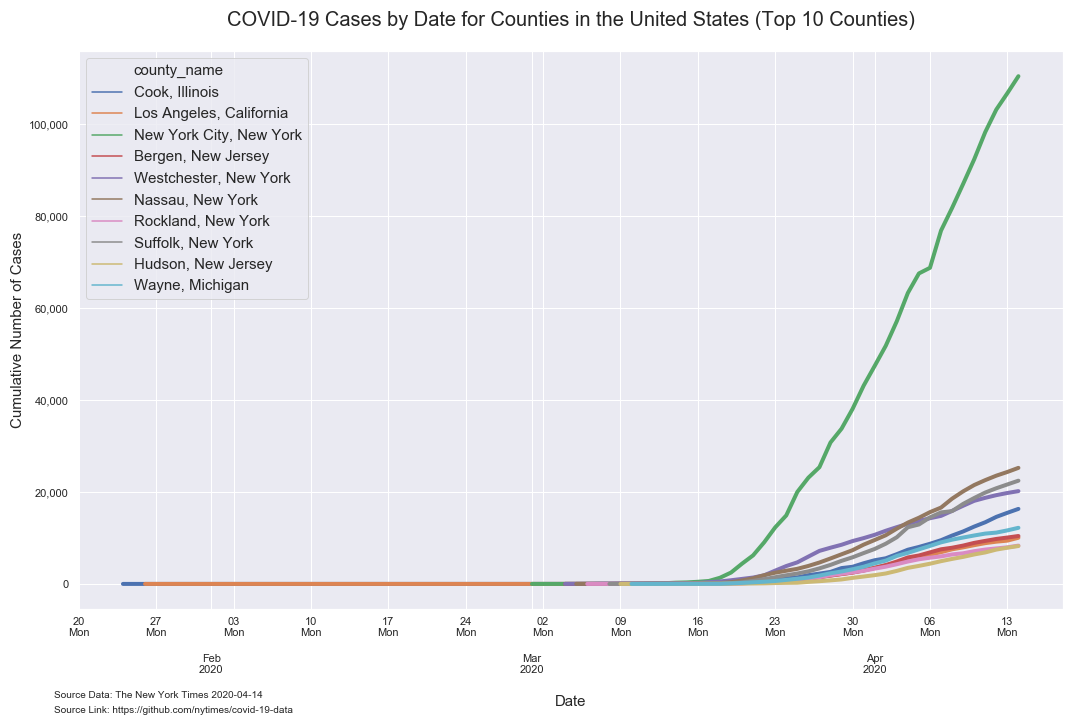 COVID-19 Cases by Date for Counties in the United States (Top 10 Counties)
county_name
Cook, Illinois
Los Angeles, California
New York City, New York
Bergen, New Jersey
Westchester, New York
Nassau, New York
Rockland, New York
Suffolk, New York
Hudson, New Jersey
Wayne, Michigan
Cumulative Number of Cases
100,000
80,000
60,000
40,000
20,000
0
20 27 03 10 17 24 02 09 16 23 30 06 13
Mon Mon Mon Mon Mon Mon Mon Mon Mon Mon Mon Mon Mon
Feb Mar Apr
2020 2020 2020
Date
Source Data: The New York Times 2020-04-14
Source Link: https://github.com/nytimes/covid-19-data